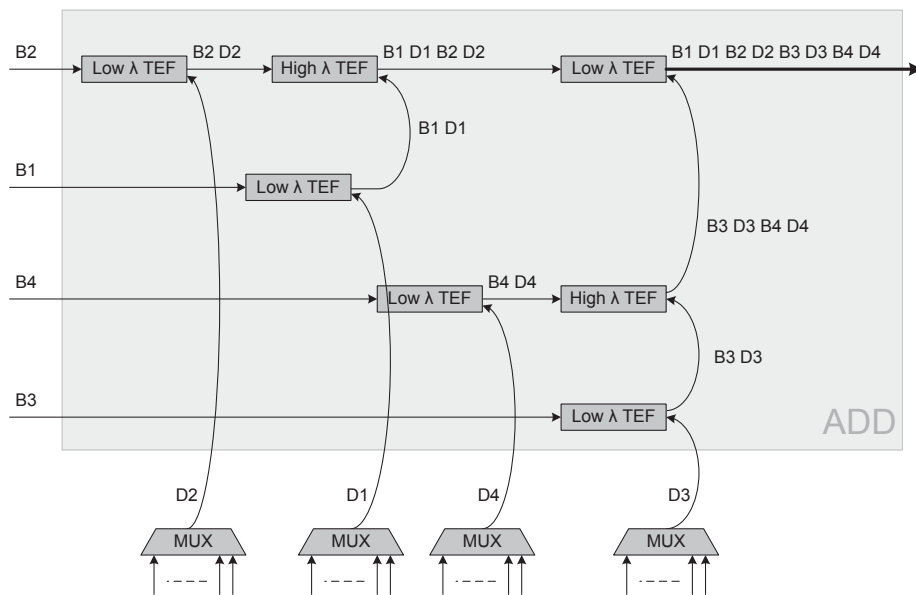 B2
Low λ TEF
B2 D2
High λ TEF
B1 D1 B2 D2
Low λ TEF
B1 D1 B2 D2 B3 D3 B4 D4
B1 D1
B1
Low λ TEF
B3 D3 B4 D4
B4
Low λ TEF
B4 D4
High λ TEF
B3 D3
B3
Low λ TEF
ADD
D2
D1
D4
D3
MUX
MUX
MUX
MUX